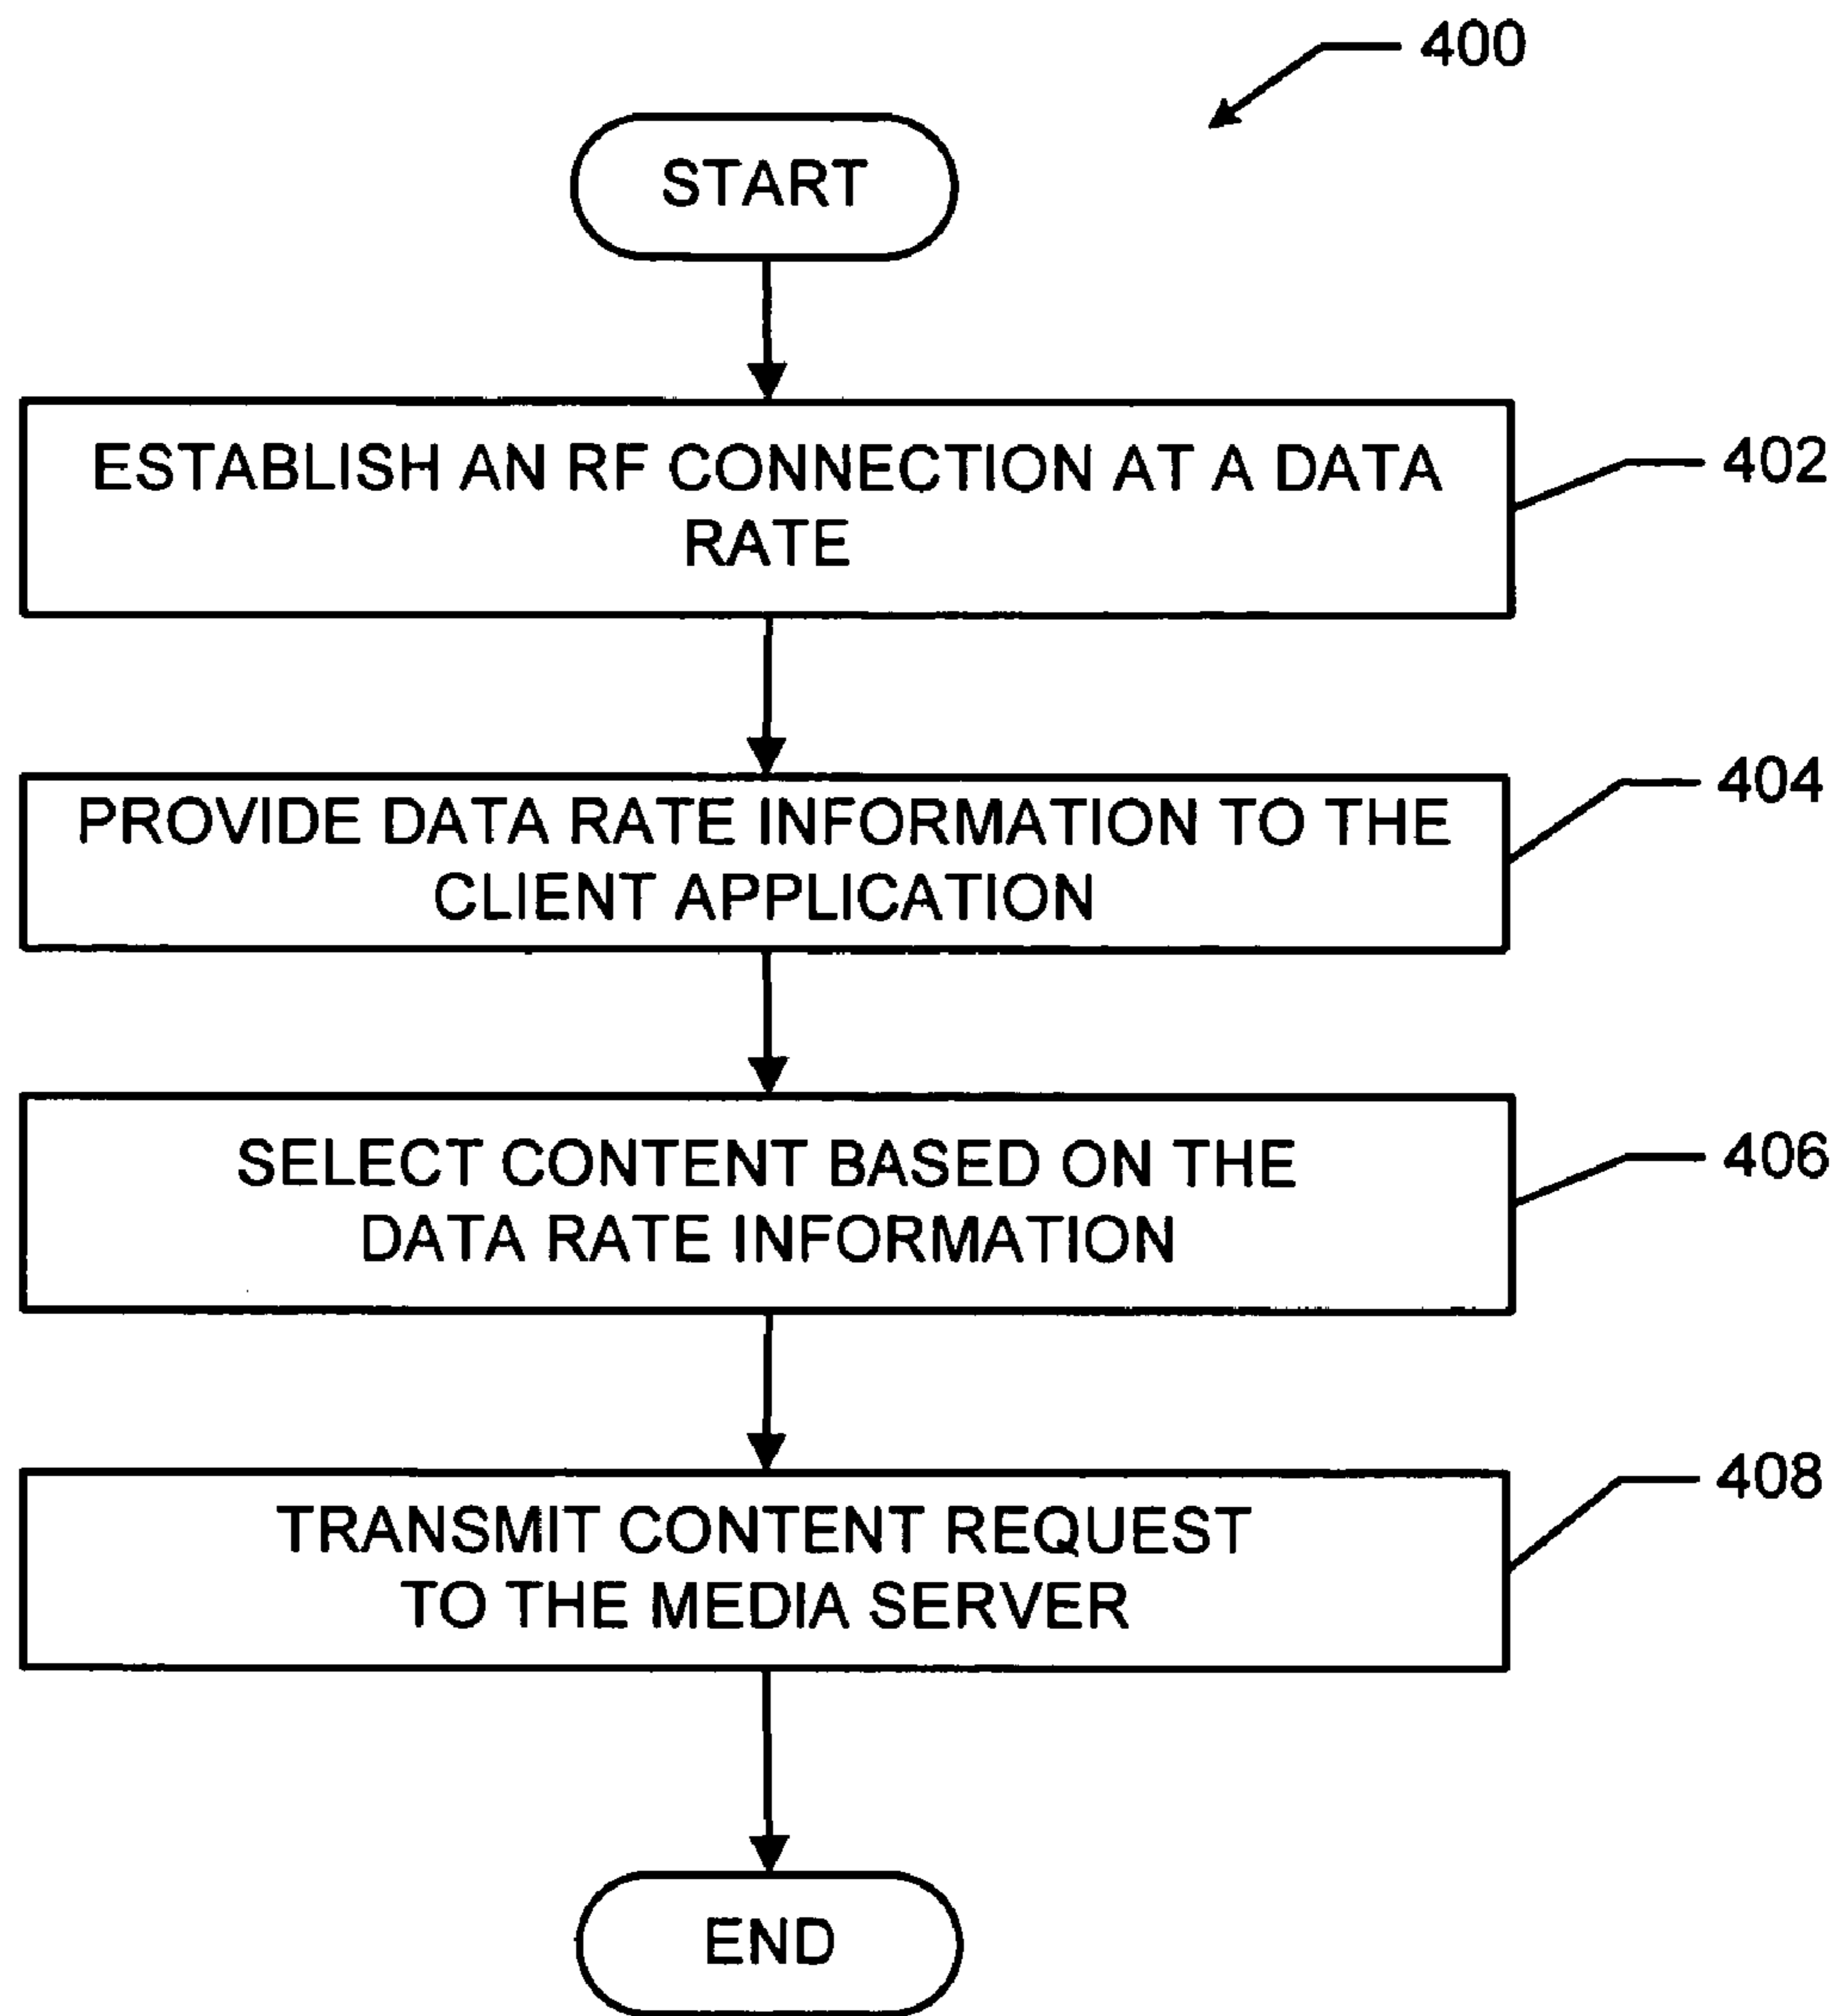 400
START
ESTABLISH AN RF CONNECTION AT A DATA
RATE
402
PROVIDE DATA RATE INFORMATION TO THE
CLIENT APPLICATION
404
SELECT CONTENT BASED ON THE
DATA RATE INFORMATION
406
TRANSMIT CONTENT REQUEST
TO THE MEDIA SERVER
408
END